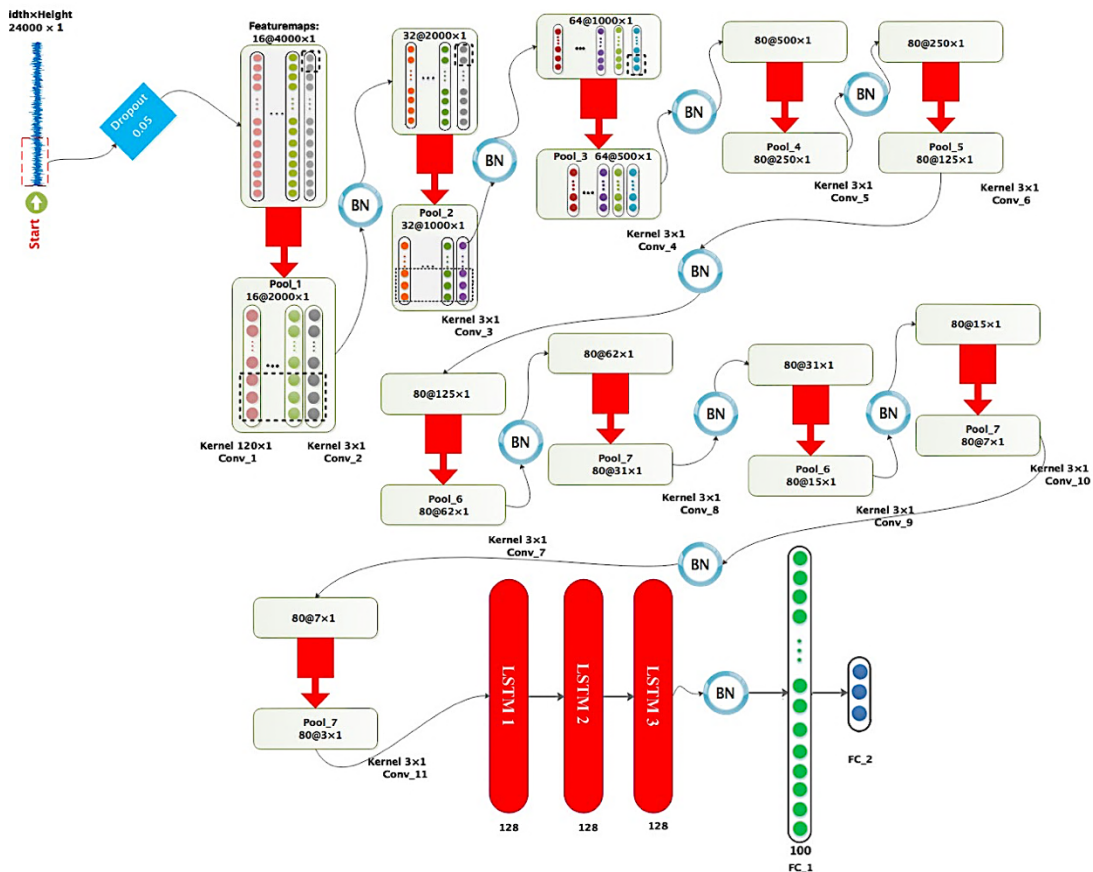 idth×Height
24000 × 1
Start
Dropout
0.05
Featuremaps:
16@4000×1
Pool_1
16@2000×1
Kernel 120×1
Conv_1
Kernel 3×1
Conv_2
BN
32@2000×1
Pool_2
32@1000×1
Kernel 3×1
Conv_3
BN
64@1000×1
Pool_3 64@500×1
Kernel 3×1
Conv_4
BN
80@500×1
Pool_4
80@250×1
Kernel 3×1
Conv_5
BN
80@250×1
Pool_5
80@125×1
Kernel 3×1
Conv_6
BN
80@125×1
Pool_6
80@62×1
Kernel 3×1
Conv_7
BN
80@62×1
Pool_7
80@31×1
Kernel 3×1
Conv_8
BN
80@31×1
Pool_6
80@15×1
Kernel 3×1
Conv_9
BN
80@15×1
Pool_7
80@7×1
Kernel 3×1
Conv_10
BN
80@7×1
Pool_7
80@3×1
Kernel 3×1
Conv_11
LSTM 1
128
LSTM 2
128
LSTM 3
128
BN
100
FC_1
FC_2